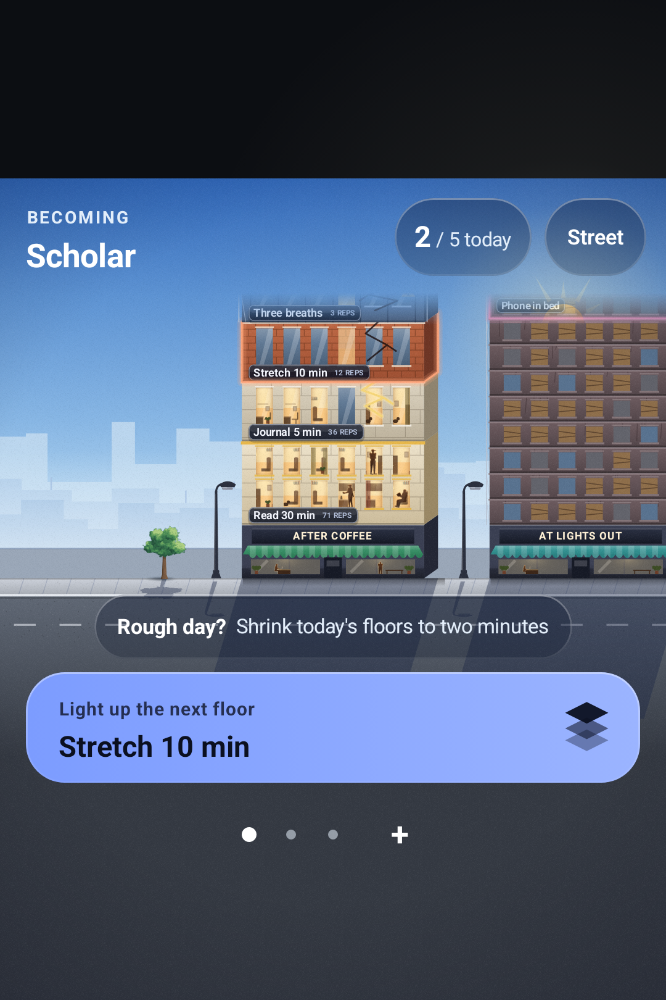 BECOMING
Scholar
2 / 5 today
Street
Three breaths 3 REPS
Phone in bed
Stretch 10 min 12 REPS
Journal 5 min 36 REPS
Read 30 min 71 REPS
AFTER COFFEE
AT LIGHTS OUT
Rough day? Shrink today's floors to two minutes
Light up the next floor
Stretch 10 min